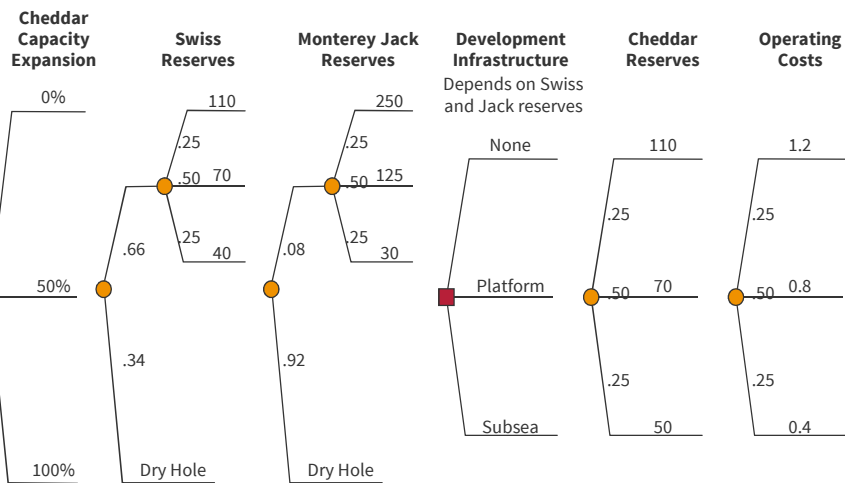 Cheddar
Capacity
Expansion
0%
50%
100%
Swiss
Reserves
110
.25
.50 70
.25
40
.66
.34
Dry Hole
Monterey Jack
Reserves
250
.25
.50 125
.25
30
.08
.92
Dry Hole
Development
Infrastructure
Depends on Swiss
and Jack reserves
None
Platform
Subsea
Cheddar
Reserves
110
.25
.50 70
.25
50
Operating
Costs
1.2
.25
.50 0.8
.25
0.4